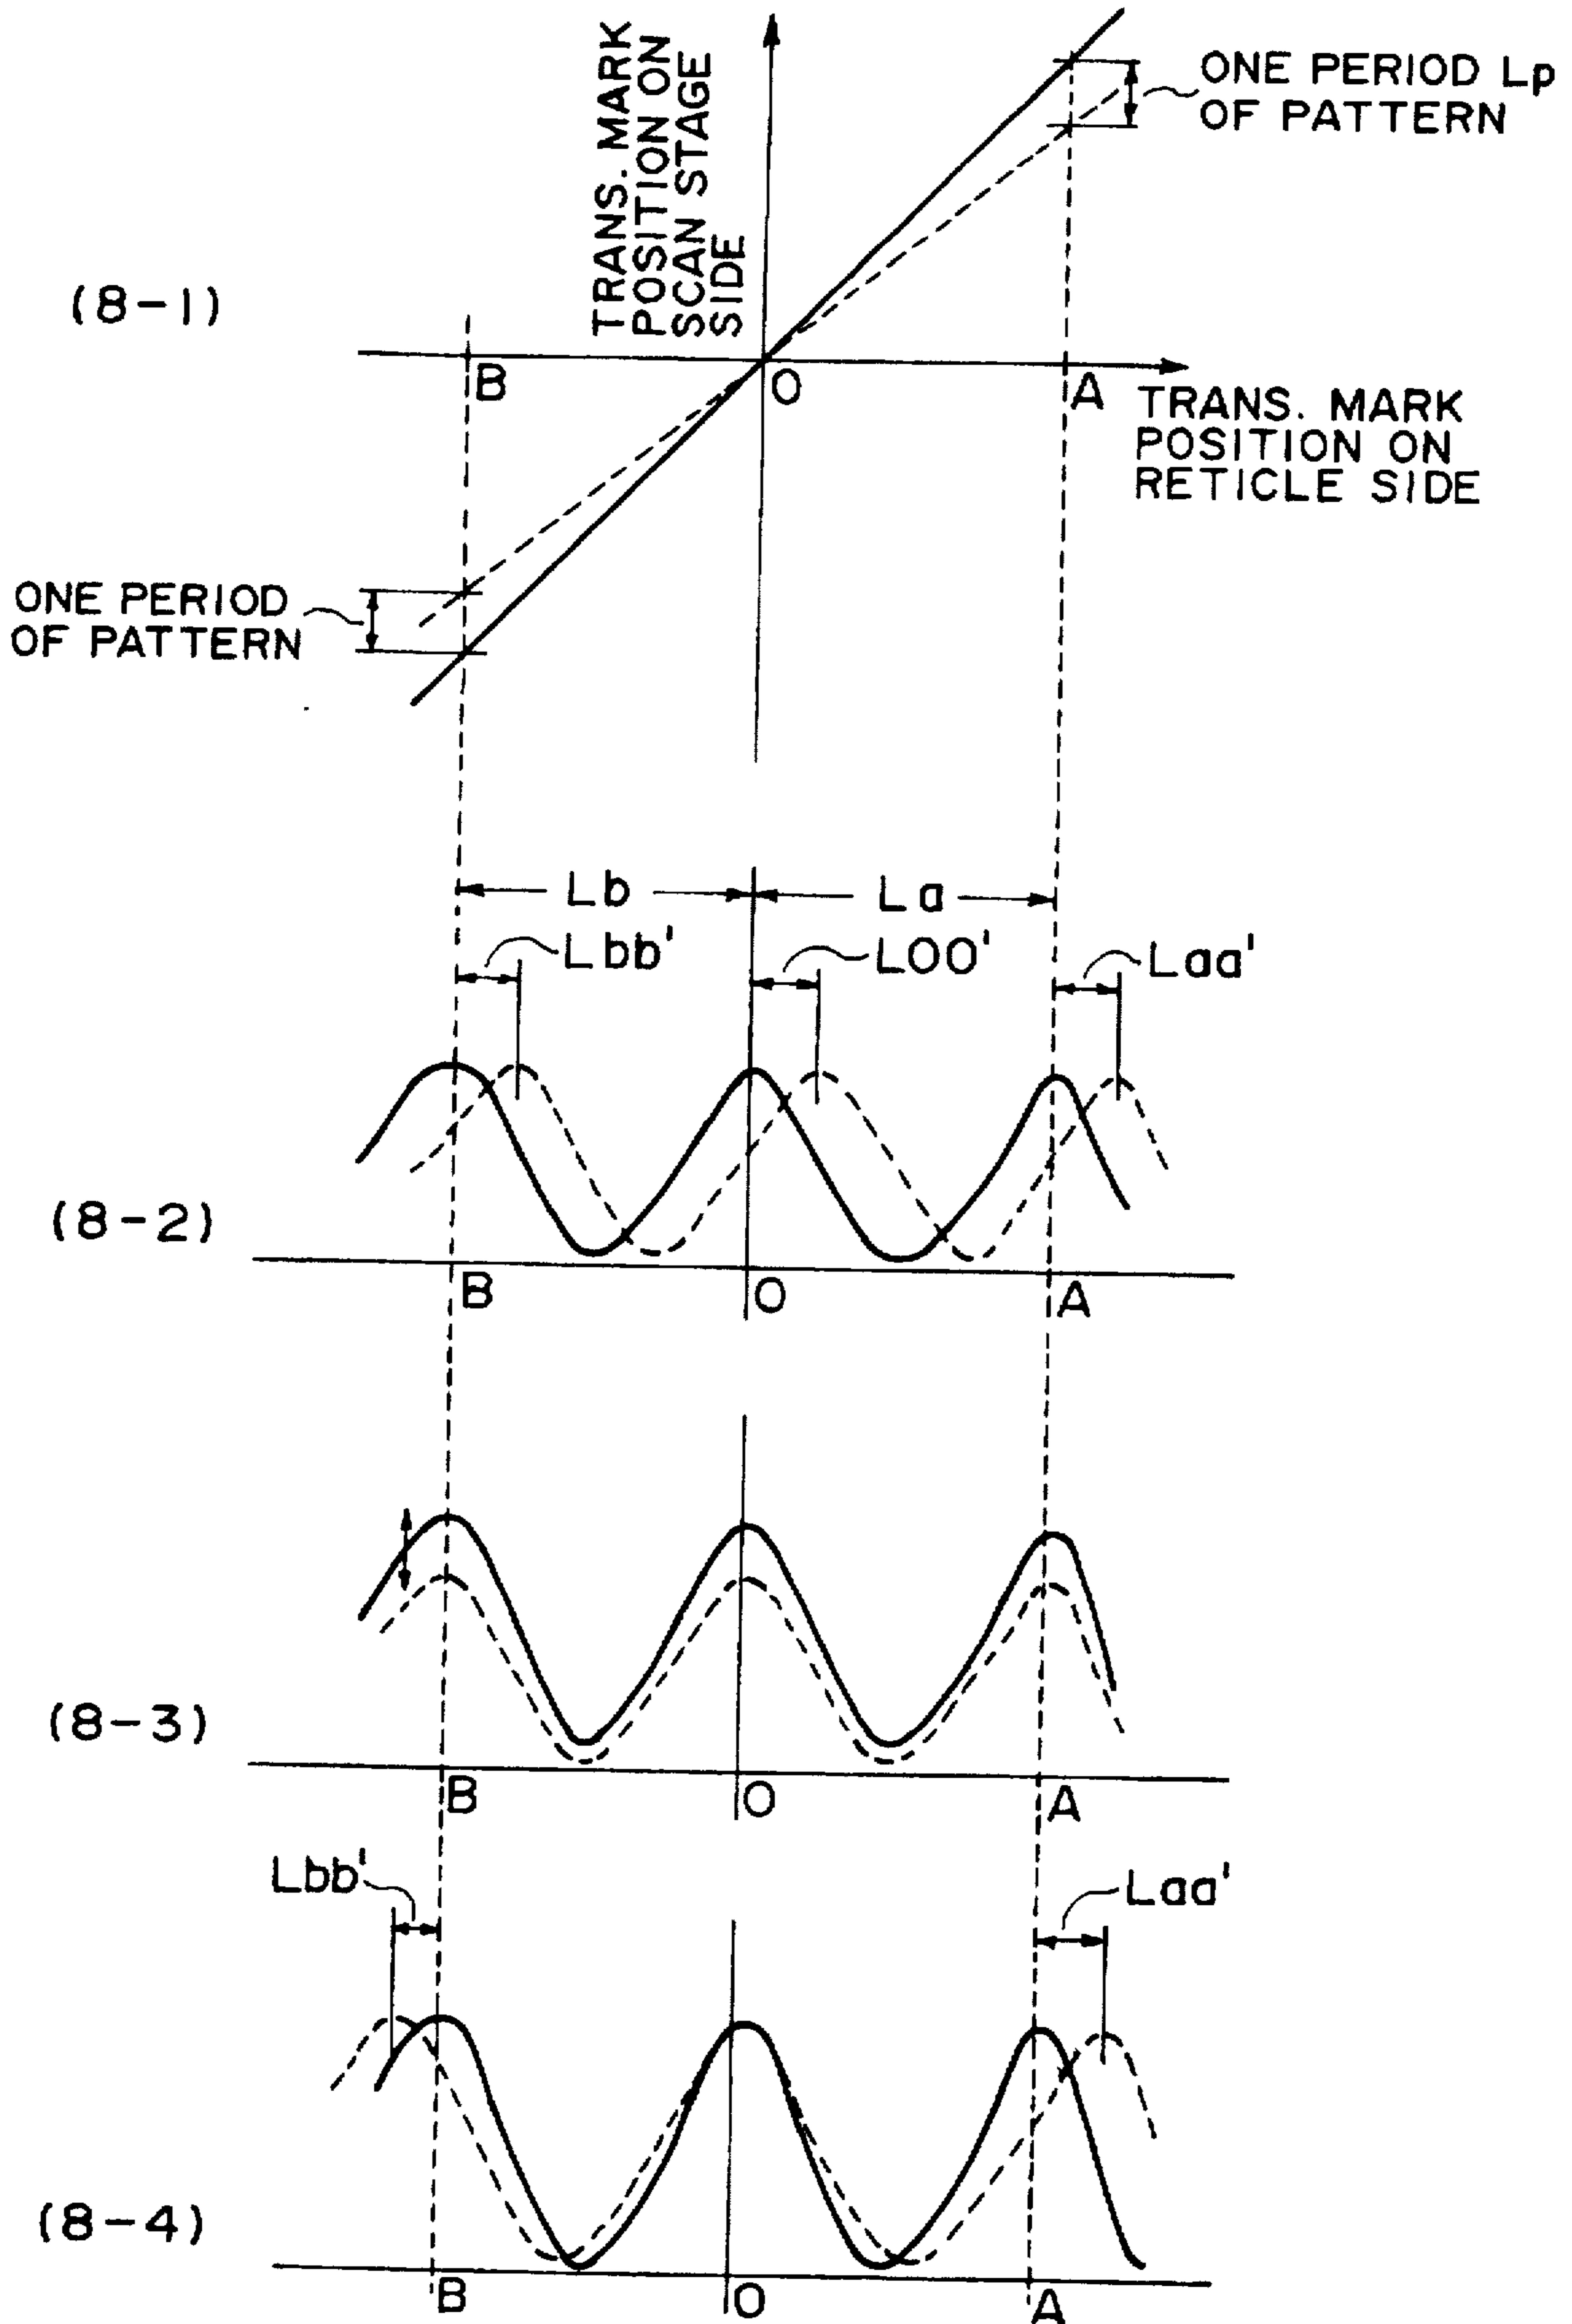 TRANS. MARK
POSITION ON
SCAN STAGE
SIDE
ONE PERIOD Lp
OF PATTERN
(8-1)
B
O
A
TRANS. MARK
POSITION ON
RETICLE SIDE
ONE PERIOD
OF PATTERN
Lb
La
Lbb'
LOO'
Laa'
(8-2)
B
O
A
(8-3)
B
O
A
Lbb'
Laa'
(8-4)
B
O
A